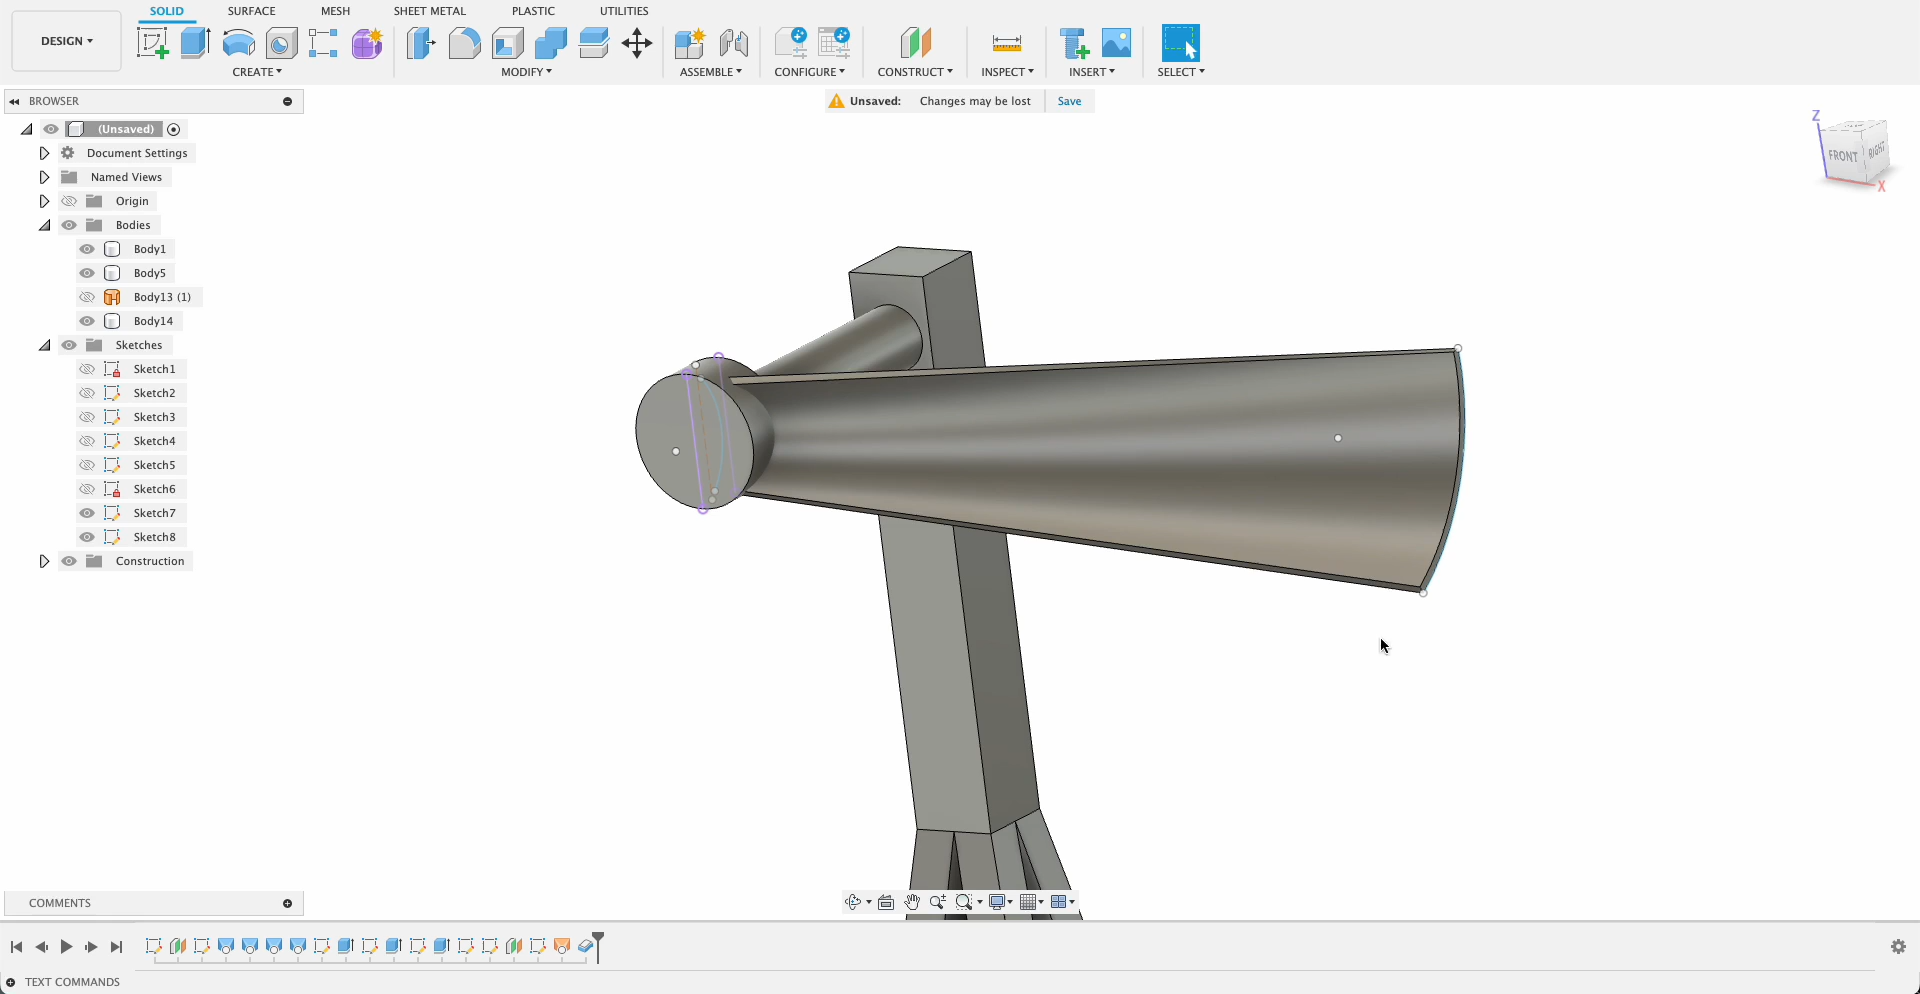 SOLID SURFACE MESH SHEET METAL PLASTIC UTILITIES
DESIGN
CREATE MODIFY ASSEMBLE CONFIGURE CONSTRUCT INSPECT INSERT SELECT
BROWSER
Unsaved: Changes may be lost Save
(Unsaved)
Document Settings
Named Views
Origin
Bodies
Body1
Body5
Body13 (1)
Body14
Sketches
Sketch1
Sketch2
Sketch3
Sketch4
Sketch5
Sketch6
Sketch7
Sketch8
Construction
Z
FRONT RIGHT
X
COMMENTS
TEXT COMMANDS